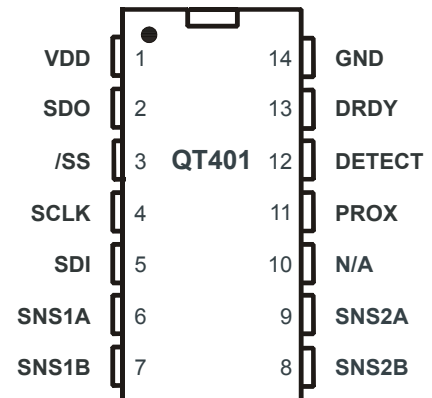 VDD 1 14 GND
SDO 2 13 DRDY
/SS 3 QT401 12 DETECT
SCLK 4 11 PROX
SDI 5 10 N/A
SNS1A 6 9 SNS2A
SNS1B 7 8 SNS2B